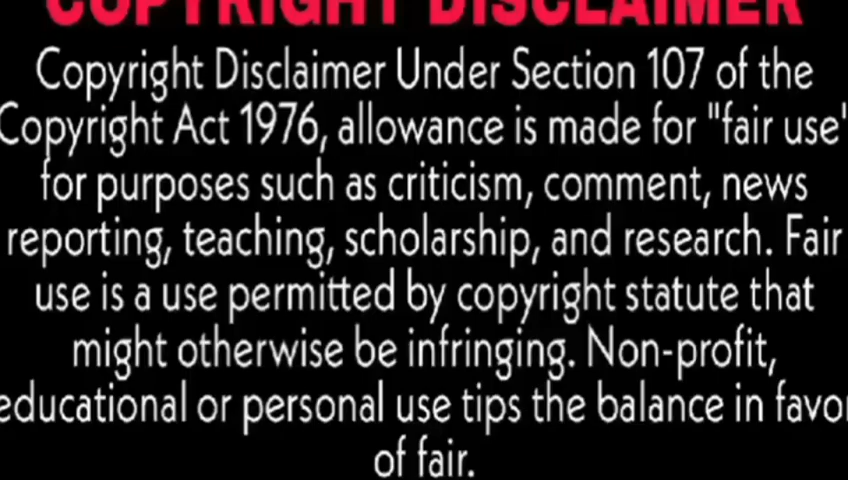 COPYRIGHT DISCLAIMER
Copyright Disclaimer Under Section 107 of the
Copyright Act 1976, allowance is made for "fair use"
for purposes such as criticism, comment, news
reporting, teaching, scholarship, and research. Fair
use is a use permitted by copyright statute that
might otherwise be infringing. Non-profit,
educational or personal use tips the balance in favor
of fair.